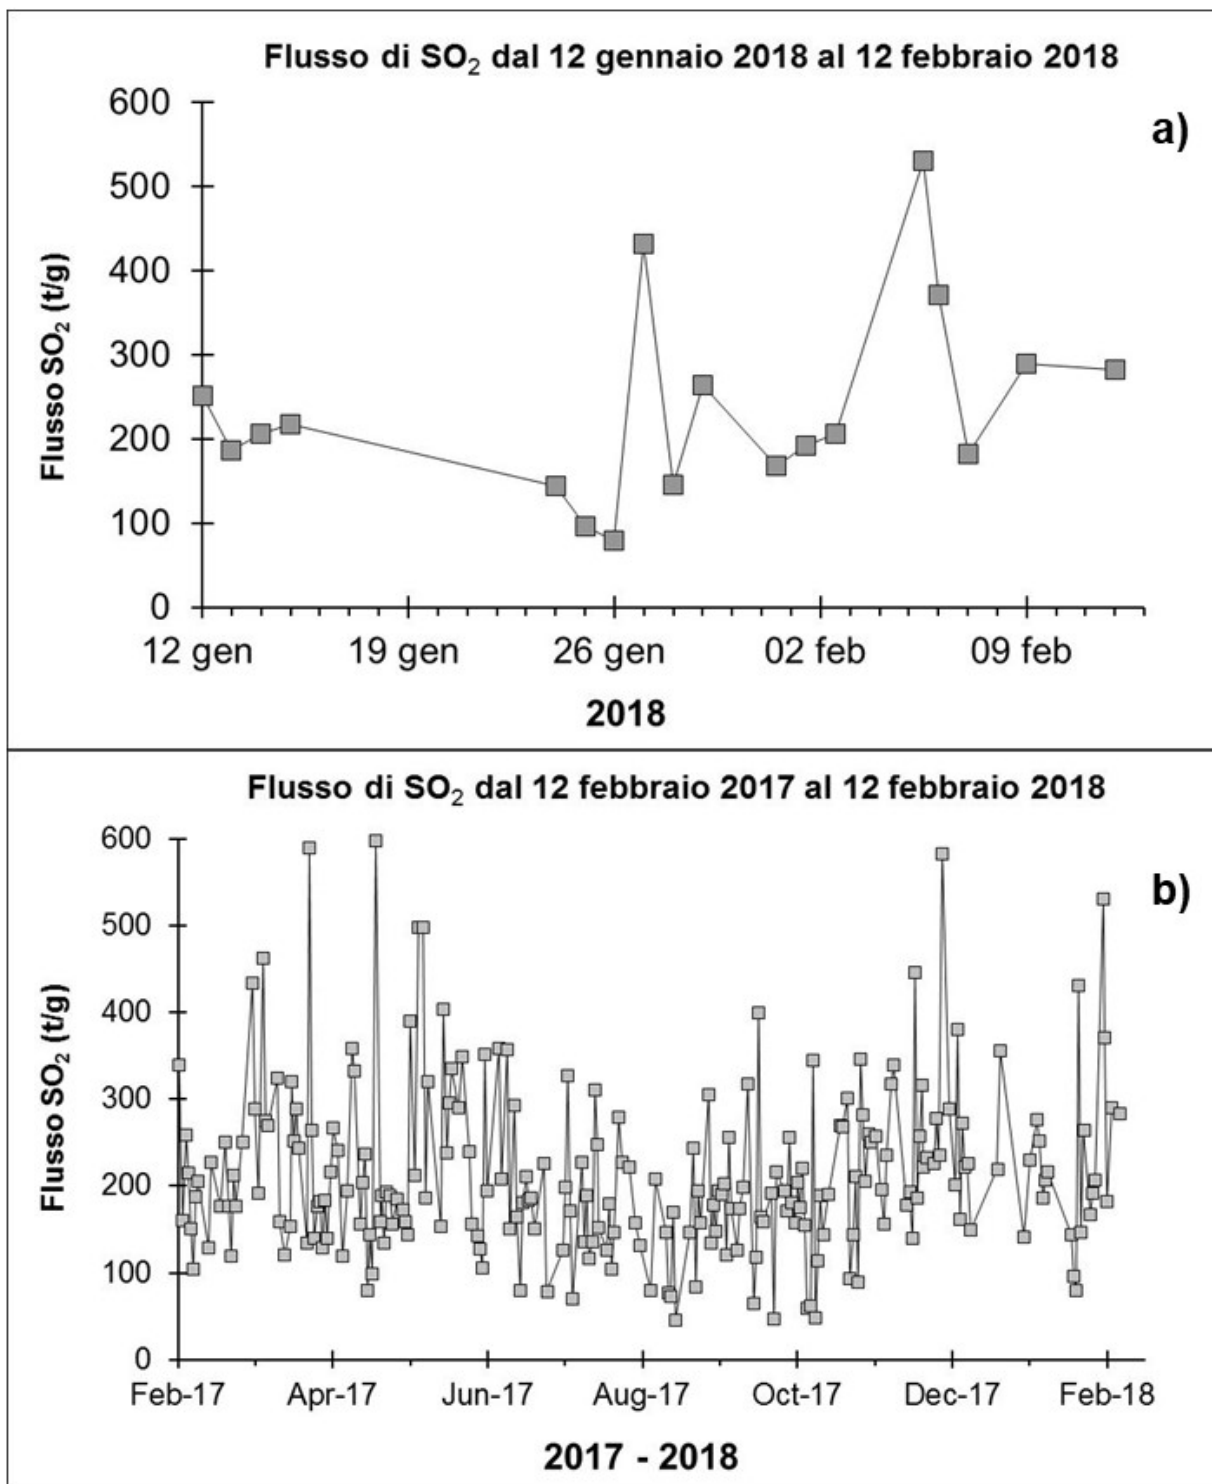 Flusso di SO₂ dal 12 gennaio 2018 al 12 febbraio 2018
a)
Flusso SO₂ (t/g)
600
500
400
300
200
100
0
12 gen 19 gen 26 gen 02 feb 09 feb
2018
Flusso di SO₂ dal 12 febbraio 2017 al 12 febbraio 2018
b)
Flusso SO₂ (t/g)
600
500
400
300
200
100
0
Feb-17 Apr-17 Jun-17 Aug-17 Oct-17 Dec-17 Feb-18
2017 - 2018